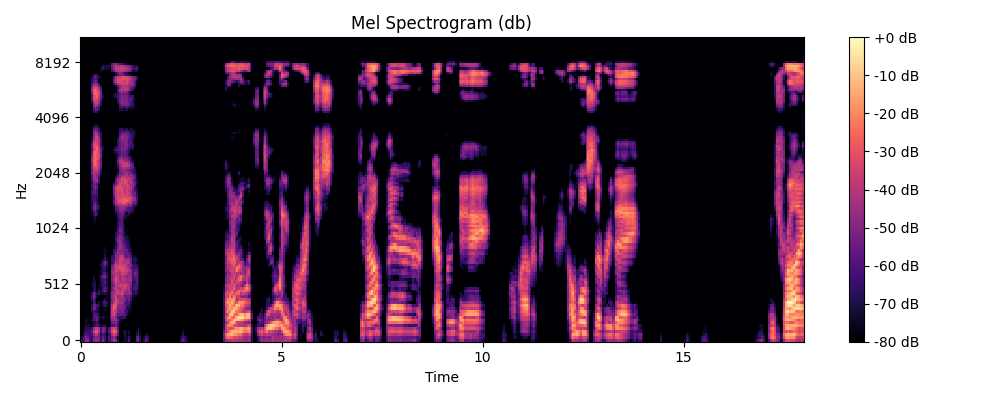 Mel Spectrogram (db)
8192
4096
2048
1024
512
0
Hz
0 5 10 15
Time
+0 dB
-10 dB
-20 dB
-30 dB
-40 dB
-50 dB
-60 dB
-70 dB
-80 dB